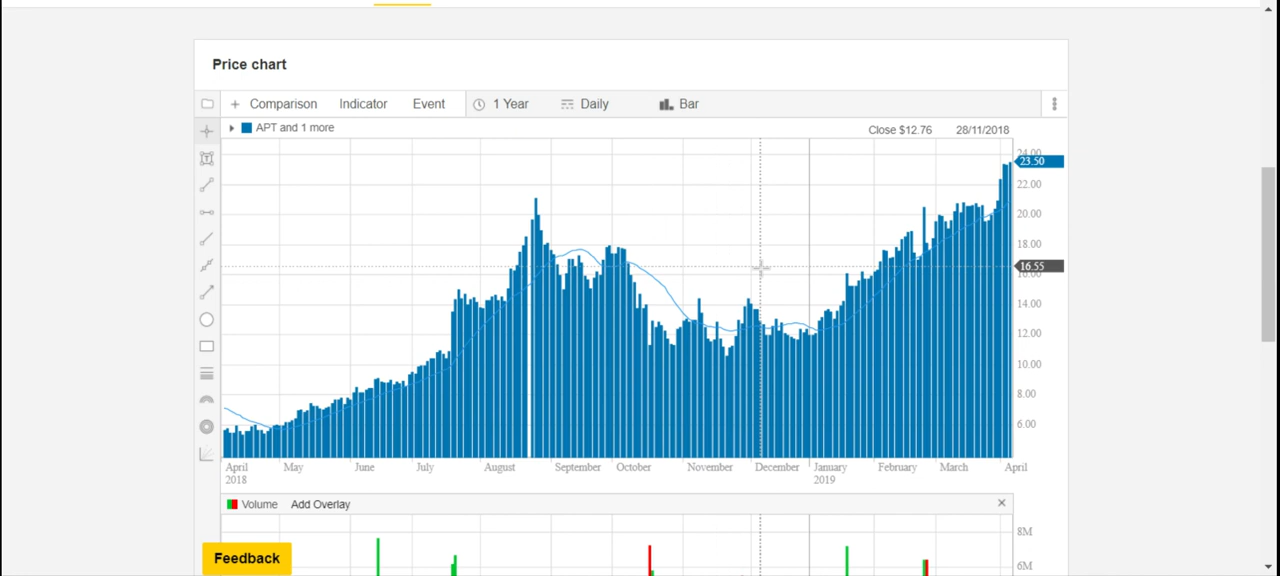 Price chart
+ Comparison Indicator Event 1 Year Daily Bar
APT and 1 more Close $12.76 28/11/2018
24.00
23.50
22.00
20.00
18.00
16.55
16.00
14.00
12.00
10.00
8.00
6.00
April May June July August September October November December January February March April
2018 2019
Volume Add Overlay
8M
6M
Feedback